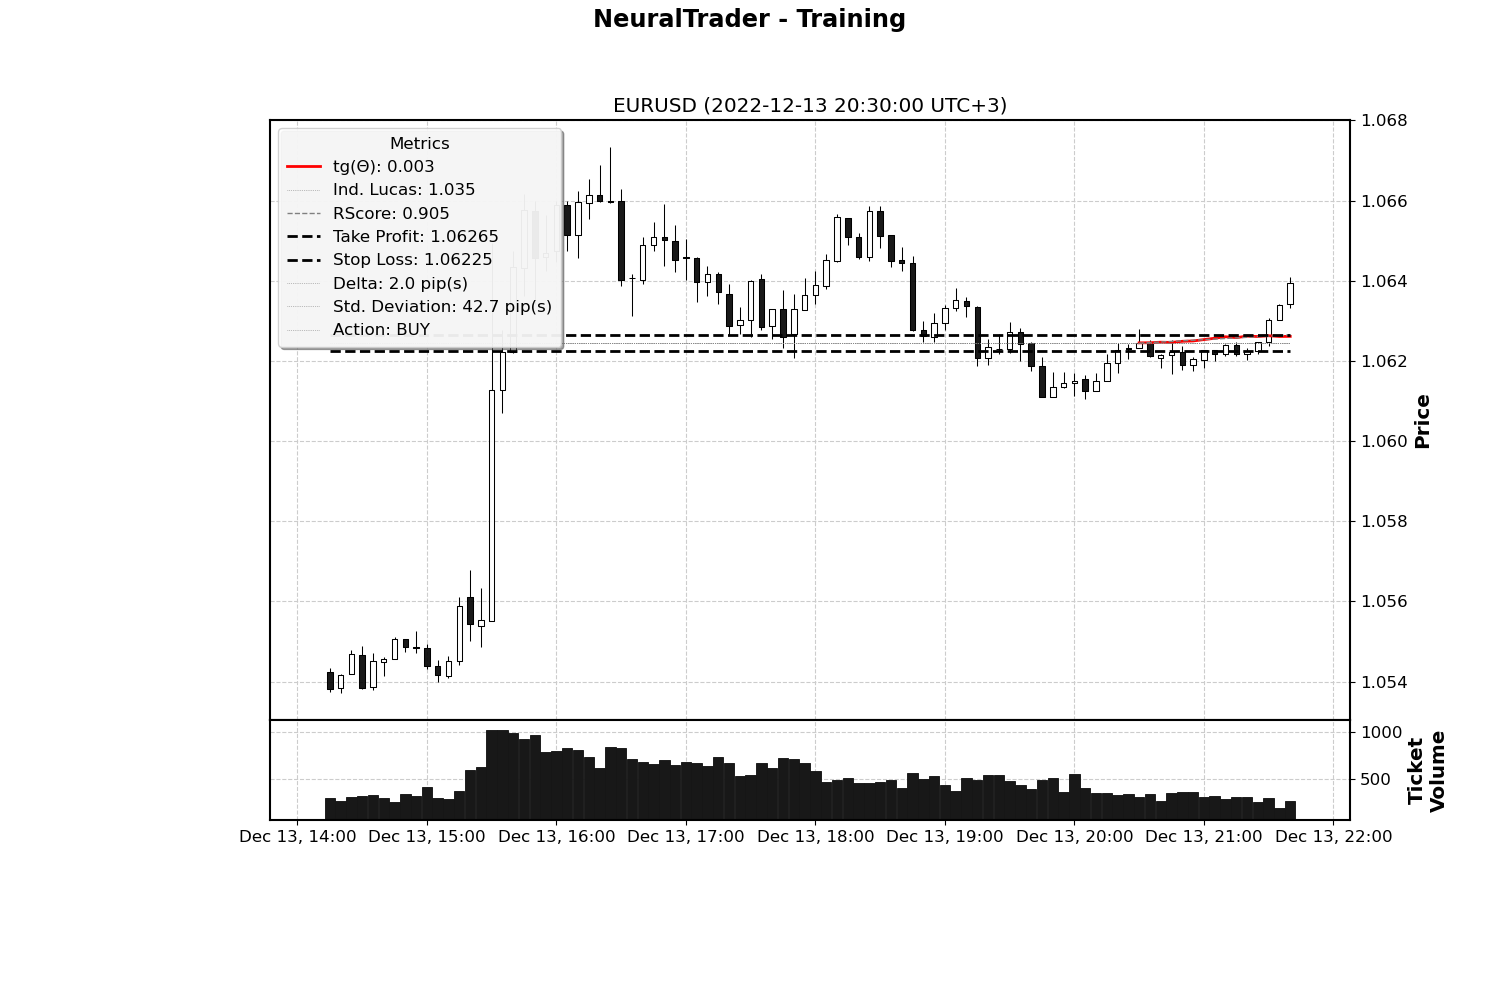 NeuralTrader - Training
EURUSD (2022-12-13 20:30:00 UTC+3)
Metrics
tg(Θ): 0.003
Ind. Lucas: 1.035
RScore: 0.905
Take Profit: 1.06265
Stop Loss: 1.06225
Delta: 2.0 pip(s)
Std. Deviation: 42.7 pip(s)
Action: BUY
1.068
1.066
1.064
1.062
1.060
1.058
1.056
1.054
Price
1000
500
Ticket
Volume
Dec 13, 14:00 Dec 13, 15:00 Dec 13, 16:00 Dec 13, 17:00 Dec 13, 18:00 Dec 13, 19:00 Dec 13, 20:00 Dec 13, 21:00 Dec 13, 22:00